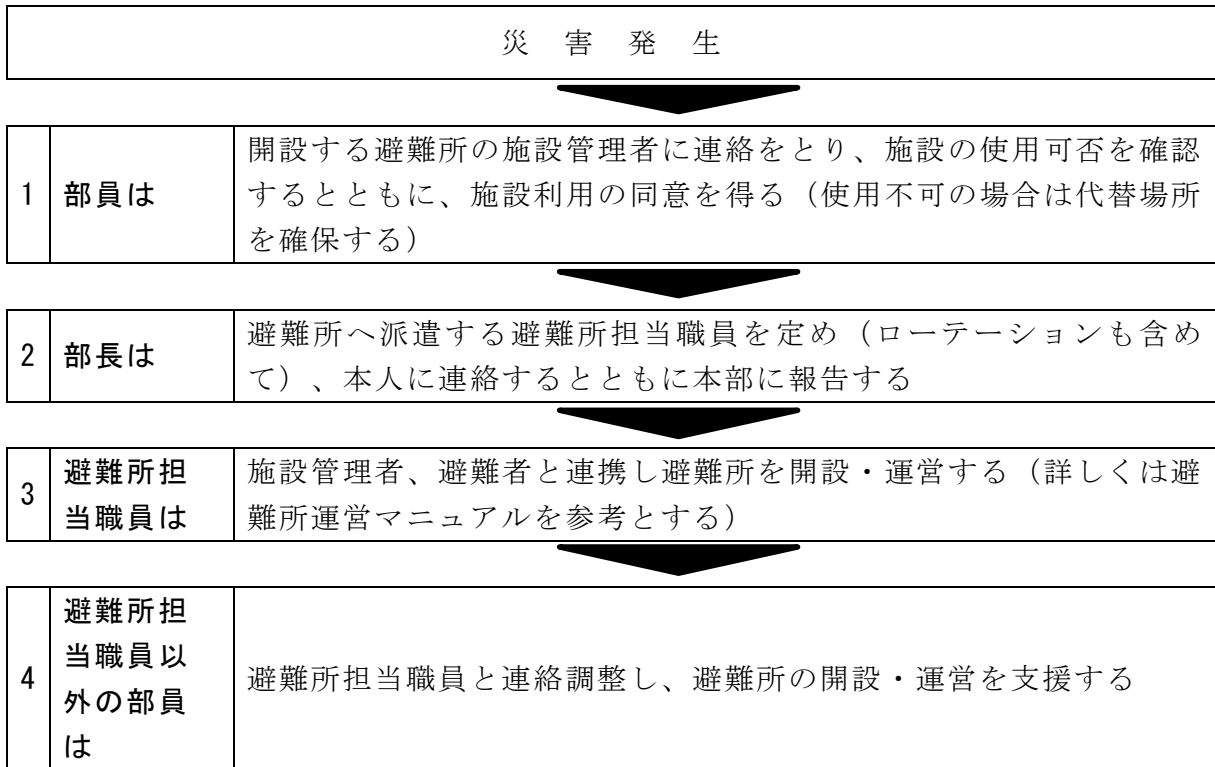 災 害 発 生
1
部員は
開設する避難所の施設管理者に連絡をとり、施設の使用可否を確認
するとともに、施設利用の同意を得る（使用不可の場合は代替場所
を確保する）
2
部長は
避難所へ派遣する避難所担当職員を定め（ローテーションも含め
て）、本人に連絡するとともに本部に報告する
3
避難所担
当職員は
施設管理者、避難者と連携し避難所を開設・運営する（詳しくは避
難所運営マニュアルを参考とする）
4
避難所担
当職員以
外の部員
は
避難所担当職員と連絡調整し、避難所の開設・運営を支援する